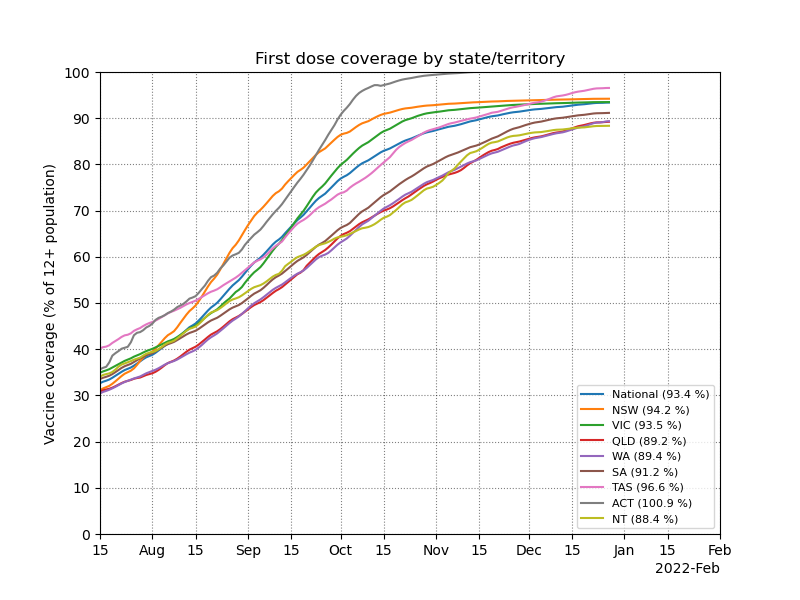 First dose coverage by state/territory
Vaccine coverage (% of 12+ population)
100
90
80
70
60
50
40
30
20
10
0
National (93.4 %)
NSW (94.2 %)
VIC (93.5 %)
QLD (89.2 %)
WA (89.4 %)
SA (91.2 %)
TAS (96.6 %)
ACT (100.9 %)
NT (88.4 %)
15 Aug 15 Sep 15 Oct 15 Nov 15 Dec 15 Jan 15 Feb
2022-Feb